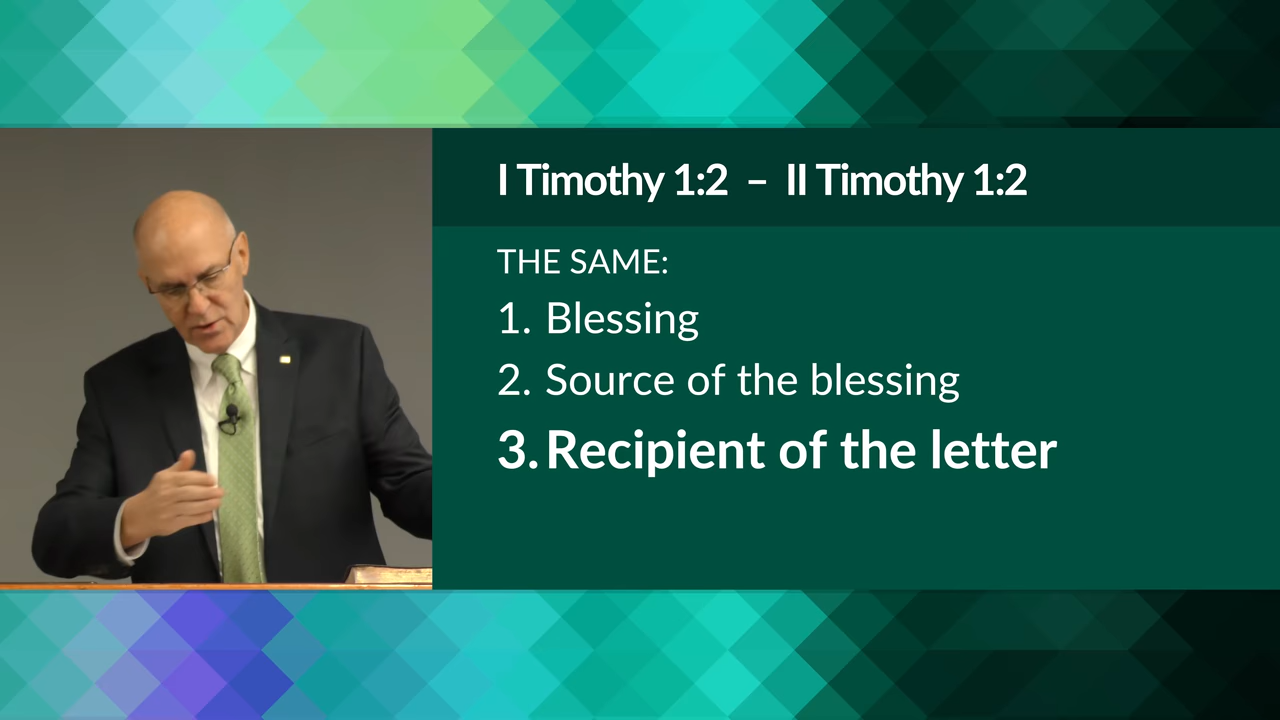 I Timothy 1:2 – II Timothy 1:2
THE SAME:
1. Blessing
2. Source of the blessing
3. Recipient of the letter